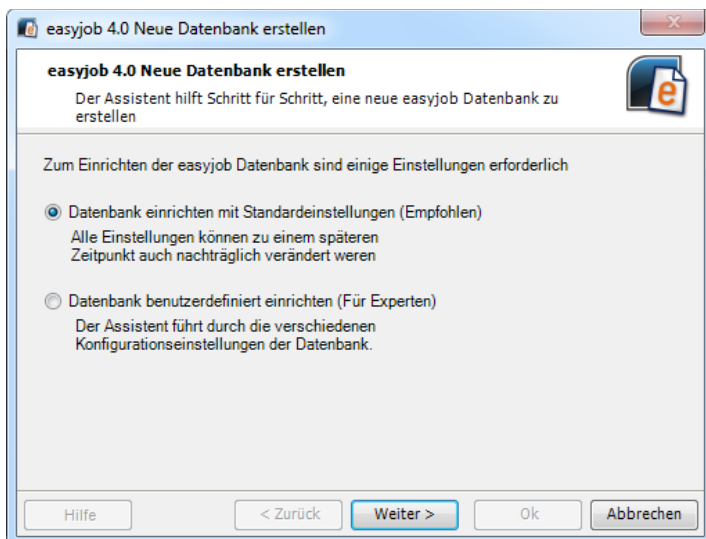 easyjob 4.0 Neue Datenbank erstellen
easyjob 4.0 Neue Datenbank erstellen
Der Assistent hilft Schritt für Schritt, eine neue easyjob Datenbank zu
erstellen
Zum Einrichten der easyjob Datenbank sind einige Einstellungen erforderlich
Datenbank einrichten mit Standardeinstellungen (Empfohlen)
Alle Einstellungen können zu einem späteren
Zeitpunkt auch nachträglich verändert weren
Datenbank benutzerdefiniert einrichten (Für Experten)
Der Assistent führt durch die verschiedenen
Konfigurationseinstellungen der Datenbank.
Hilfe < Zurück Weiter > Ok Abbrechen